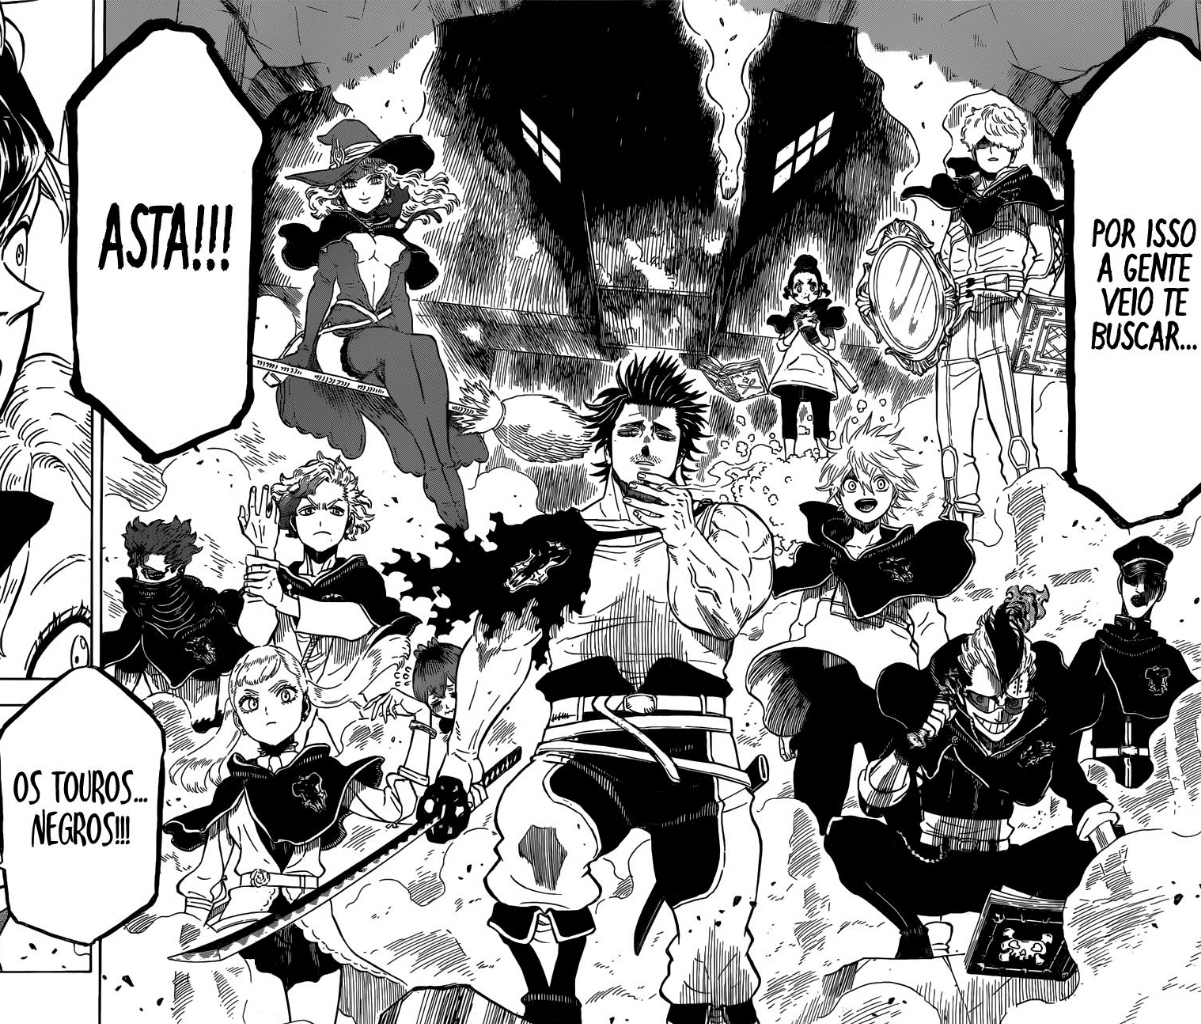 POR ISSO
A GENTE
VEIO TE
BUSCAR...
ASTA!!!
OS TOUROS...
NEGROS!!!